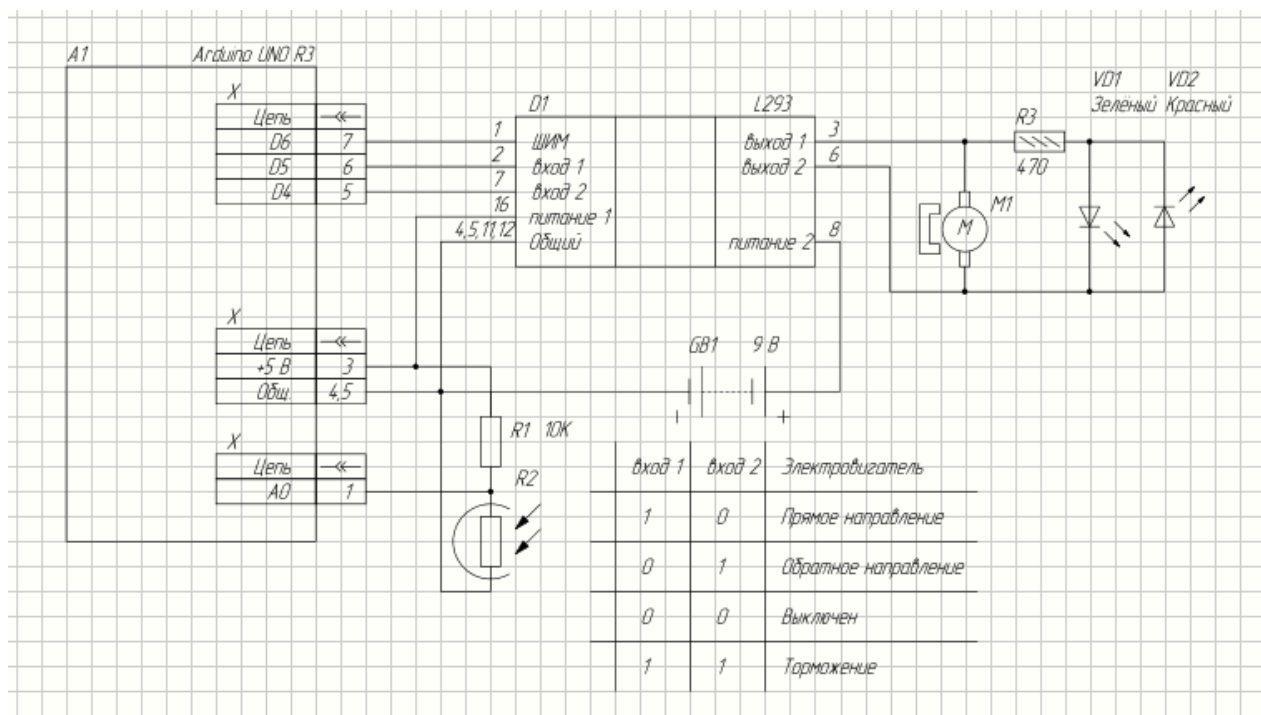 A1 Arduino UNO R3
X
Цепь
D6 7
D5 6
D4 5
X
Цепь
+5 В 3
Общ. 4,5
X
Цепь
A0 1
D1 L293
1 ШИМ
2 вход 1
7 вход 2
16 питание 1
4,5,11,12 Общий
выход 1 3
выход 2 6
питание 2 8
R3
470
M1
M
VD1 VD2
Зелёный Красный
GB1 9 В
- +
R1 10K
R2
вход 1 вход 2 Электровигатель
1 0 Прямое направление
0 1 Обратное направление
0 0 Выключен
1 1 Торможение